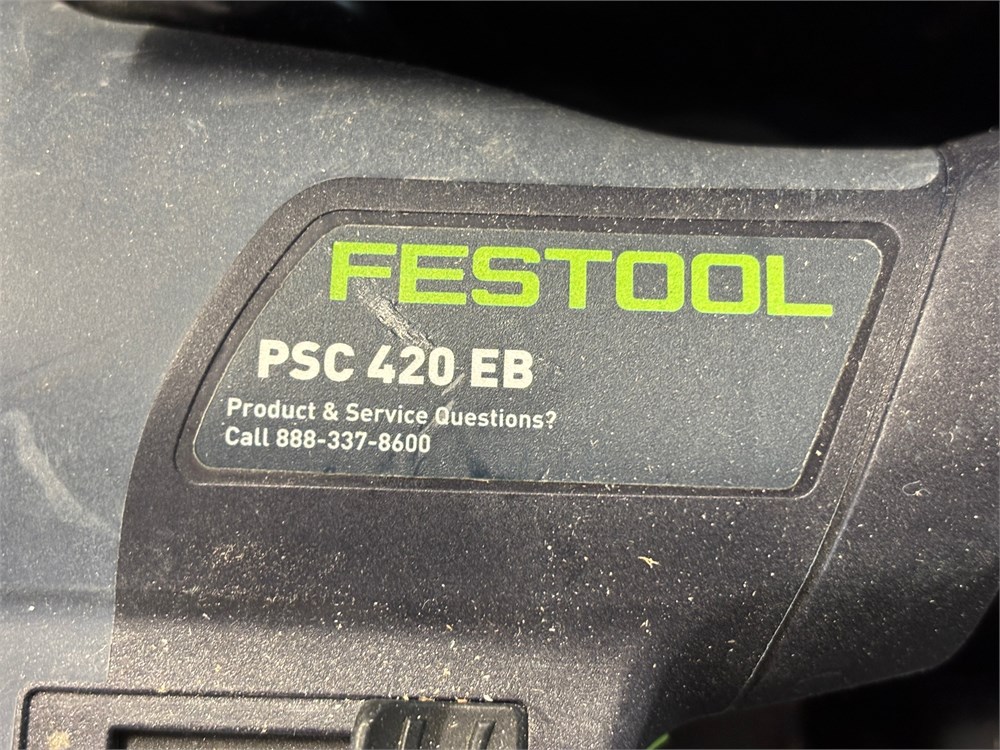 FESTOOL
PSC 420 EB
Product & Service Questions?
Call 888-337-8600